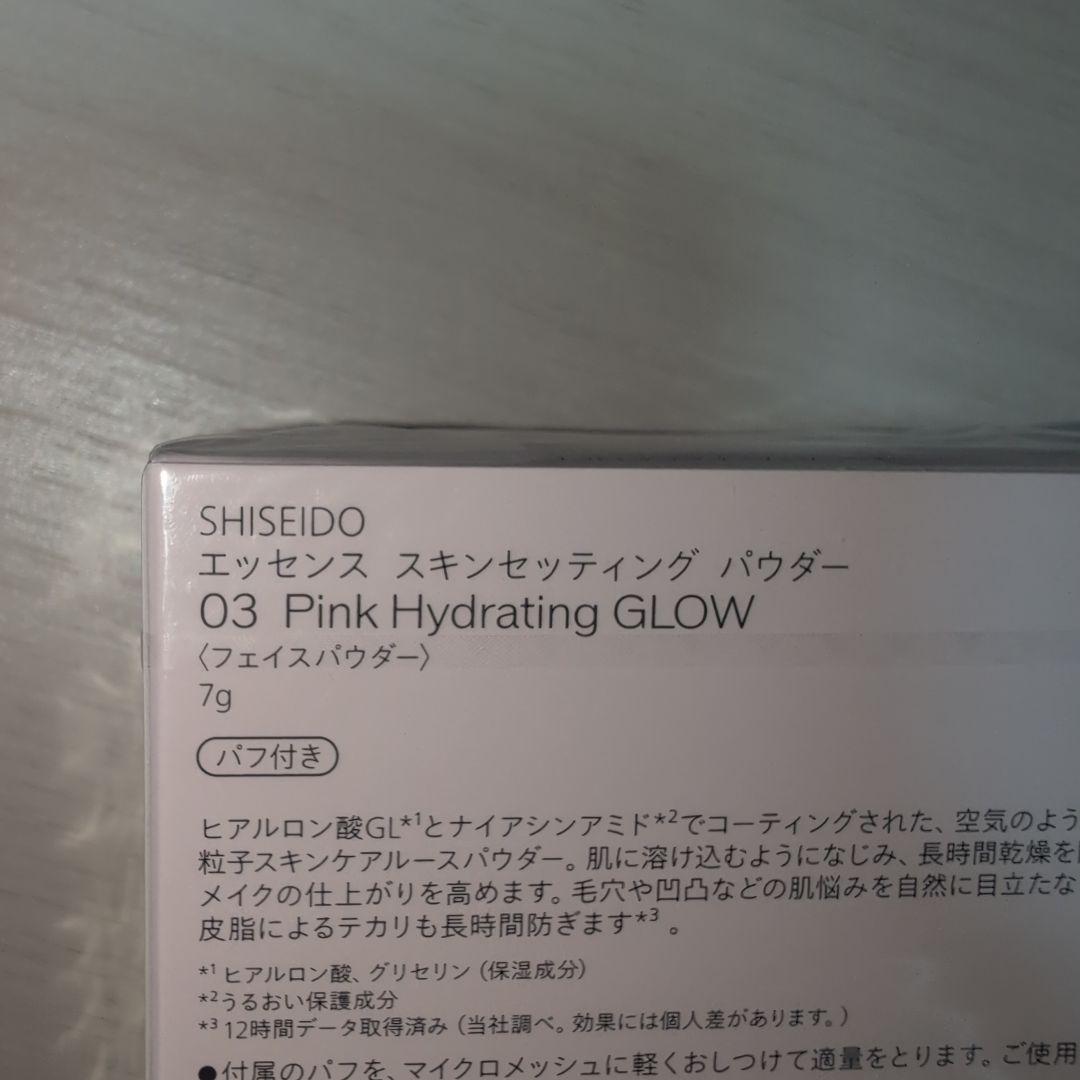 SHISEIDO
エッセンス スキンセッティング パウダー
03 Pink Hydrating GLOW
〈フェイスパウダー〉
7g
パフ付き
ヒアルロン酸GL*1とナイアシンアミド*2でコーティングされた、空気のよう
粒子スキンケアルースパウダー。肌に溶け込むようになじみ、長時間乾燥を
メイクの仕上がりを高めます。毛穴や凹凸などの肌悩みを自然に目立たな
皮脂によるテカリも長時間防ぎます*3。
*1 ヒアルロン酸、グリセリン（保湿成分）
*2うるおい保護成分
*3 12時間データ取得済み（当社調べ。効果には個人差があります。）
●付属のパフを、マイクロメッシュに軽くおしつけて適量をとります。ご使用